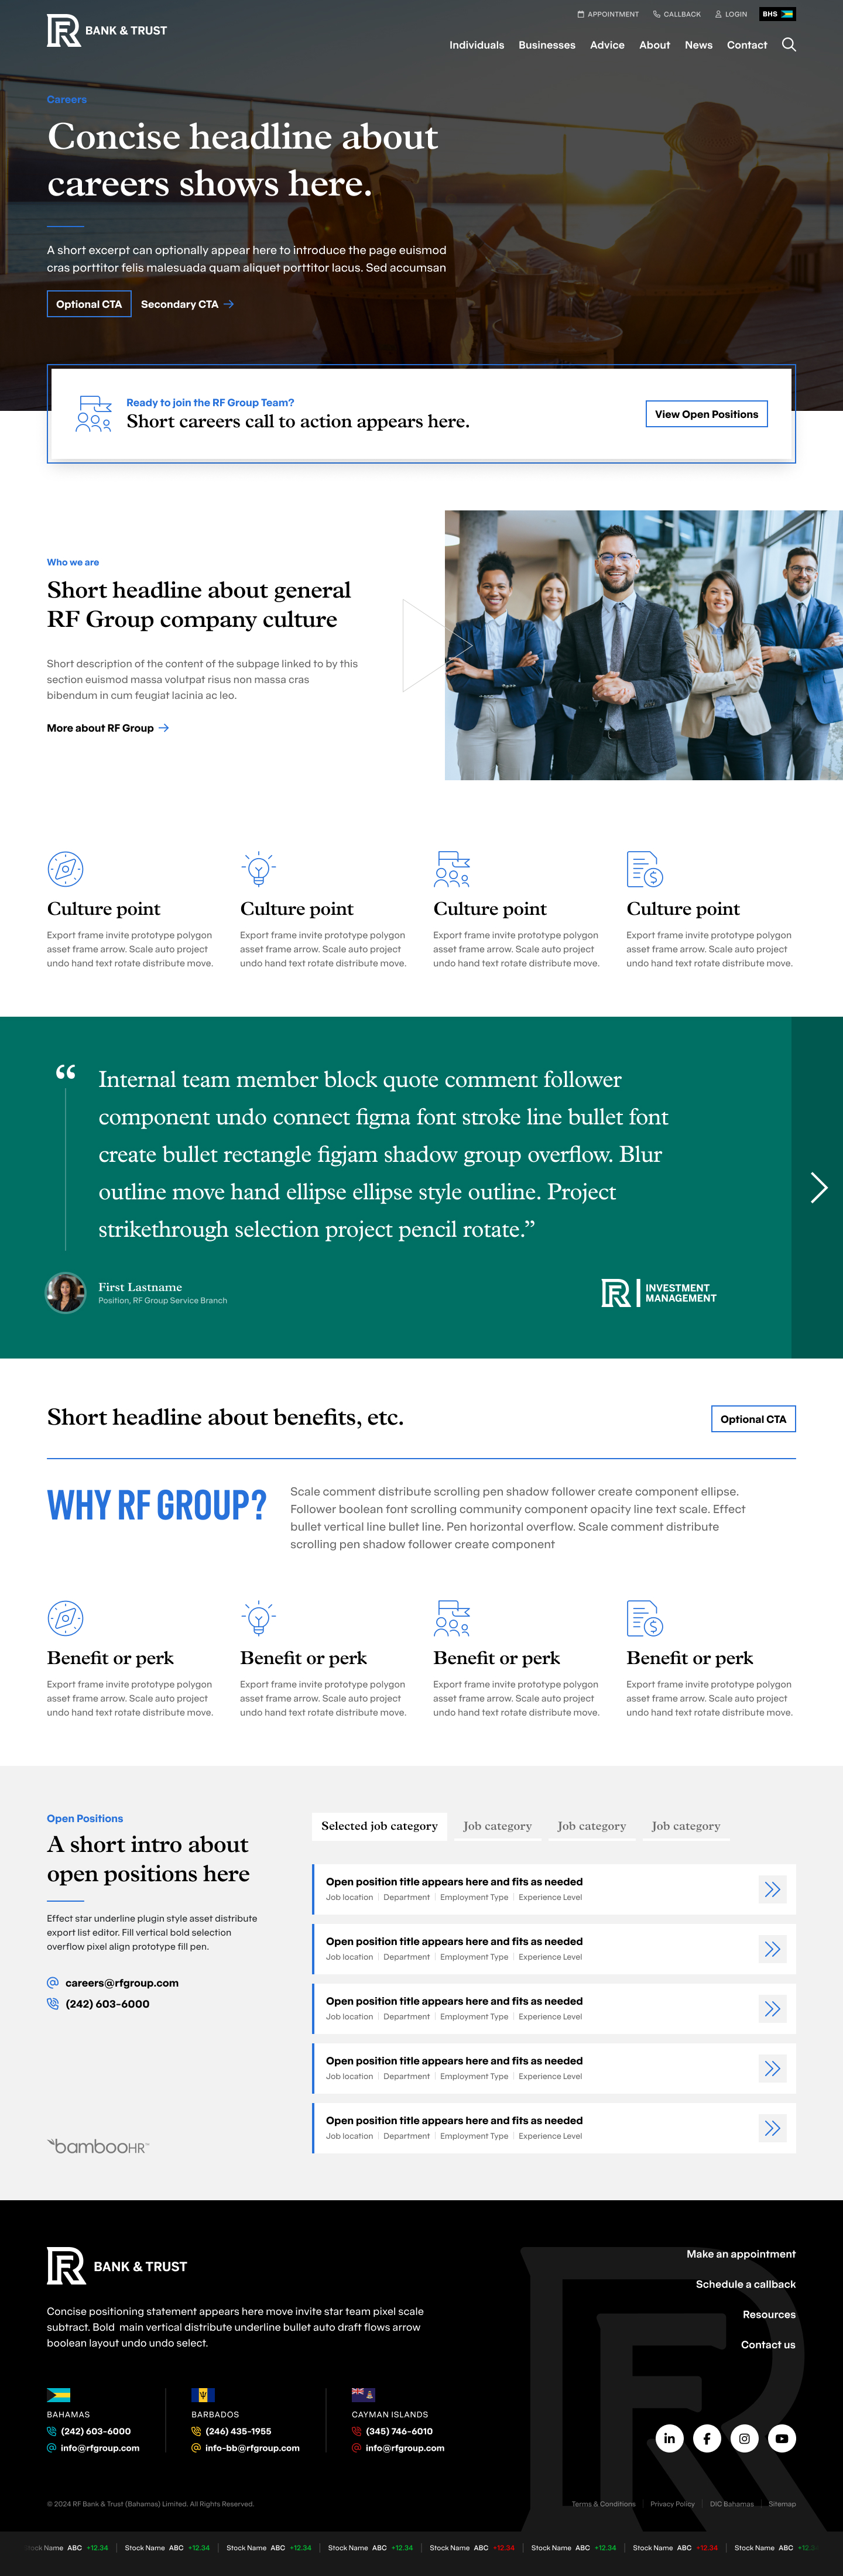 BANK & TRUST
APPOINTMENT CALLBACK LOGIN BHS
Individuals Businesses Advice About News Contact
Careers
Concise headline about
careers shows here.
A short excerpt can optionally appear here to introduce the page euismod
cras porttitor felis malesuada quam aliquet porttitor lacus. Sed accumsan
Optional CTA Secondary CTA
Ready to join the RF Group Team?
Short careers call to action appears here.
View Open Positions
Who we are
Short headline about general
RF Group company culture
Short description of the content of the subpage linked to by this
section euismod massa volutpat risus non massa cras
bibendum in cum feugiat lacinia ac leo.
More about RF Group
Culture point Culture point Culture point Culture point
Export frame invite prototype polygon Export frame invite prototype polygon Export frame invite prototype polygon Export frame invite prototype polygon
asset frame arrow. Scale auto project asset frame arrow. Scale auto project asset frame arrow. Scale auto project asset frame arrow. Scale auto project
undo hand text rotate distribute move. undo hand text rotate distribute move. undo hand text rotate distribute move. undo hand text rotate distribute move.
“ Internal team member block quote comment follower
component undo connect figma font stroke line bullet font
create bullet rectangle figjam shadow group overflow. Blur
outline move hand ellipse ellipse style outline. Project
strikethrough selection project pencil rotate.”
First Lastname
Position, RF Group Service Branch
INVESTMENT
MANAGEMENT
Short headline about benefits, etc.
Optional CTA
WHY RF GROUP?
Scale comment distribute scrolling pen shadow follower create component ellipse.
Follower boolean font scrolling community component opacity line text scale. Effect
bullet vertical line bullet line. Pen horizontal overflow. Scale comment distribute
scrolling pen shadow follower create component
Benefit or perk Benefit or perk Benefit or perk Benefit or perk
Export frame invite prototype polygon Export frame invite prototype polygon Export frame invite prototype polygon Export frame invite prototype polygon
asset frame arrow. Scale auto project asset frame arrow. Scale auto project asset frame arrow. Scale auto project asset frame arrow. Scale auto project
undo hand text rotate distribute move. undo hand text rotate distribute move. undo hand text rotate distribute move. undo hand text rotate distribute move.
Open Positions
A short intro about
open positions here
Effect star underline plugin style asset distribute
export list editor. Fill vertical bold selection
overflow pixel align prototype fill pen.
careers@rfgroup.com
(242) 603-6000
bambooHR™
Selected job category Job category Job category Job category
Open position title appears here and fits as needed
Job location | Department | Employment Type | Experience Level
Open position title appears here and fits as needed
Job location | Department | Employment Type | Experience Level
Open position title appears here and fits as needed
Job location | Department | Employment Type | Experience Level
Open position title appears here and fits as needed
Job location | Department | Employment Type | Experience Level
Open position title appears here and fits as needed
Job location | Department | Employment Type | Experience Level
BANK & TRUST
Concise positioning statement appears here move invite star team pixel scale
subtract. Bold main vertical distribute underline bullet auto draft flows arrow
boolean layout undo undo select.
Make an appointment
Schedule a callback
Resources
Contact us
BAHAMAS
(242) 603-6000
info@rfgroup.com
BARBADOS
(246) 435-1955
info-bb@rfgroup.com
CAYMAN ISLANDS
(345) 746-6010
info@rfgroup.com
© 2024 RF Bank & Trust (Bahamas) Limited. All Rights Reserved.
Terms & Conditions | Privacy Policy | DIC Bahamas | Sitemap
Stock Name ABC +12.34 | Stock Name ABC +12.34 | Stock Name ABC +12.34 | Stock Name ABC +12.34 | Stock Name ABC +12.34 | Stock Name ABC +12.34 | Stock Name ABC +12.34 | Stock Name ABC +12.34